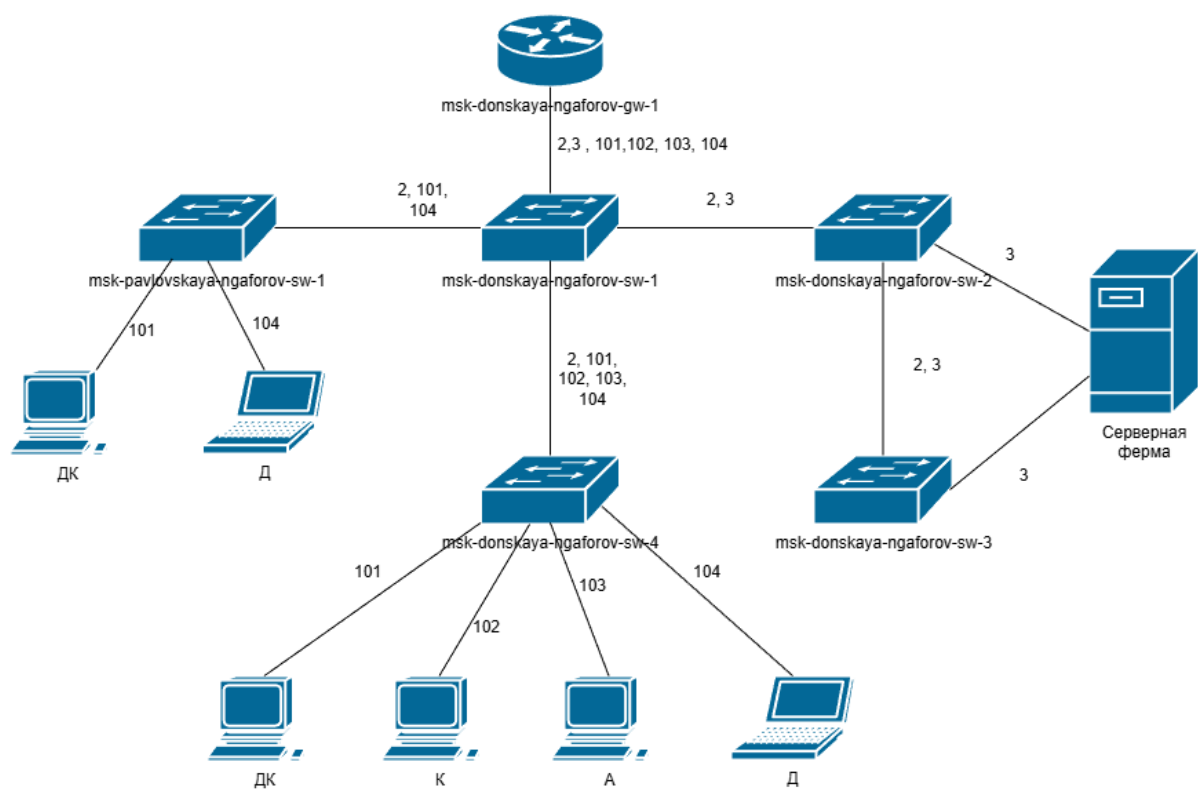 msk-donskaya-ngaforov-gw-1
2,3 , 101,102, 103, 104
2, 101,
104
2, 3
msk-pavlovskaya-ngaforov-sw-1
msk-donskaya-ngaforov-sw-1
msk-donskaya-ngaforov-sw-2
3
101
104
2, 101,
102, 103,
104
2, 3
Серверная
ферма
ДК
Д
3
msk-donskaya-ngaforov-sw-4
msk-donskaya-ngaforov-sw-3
101
102
103
104
ДК
К
А
Д